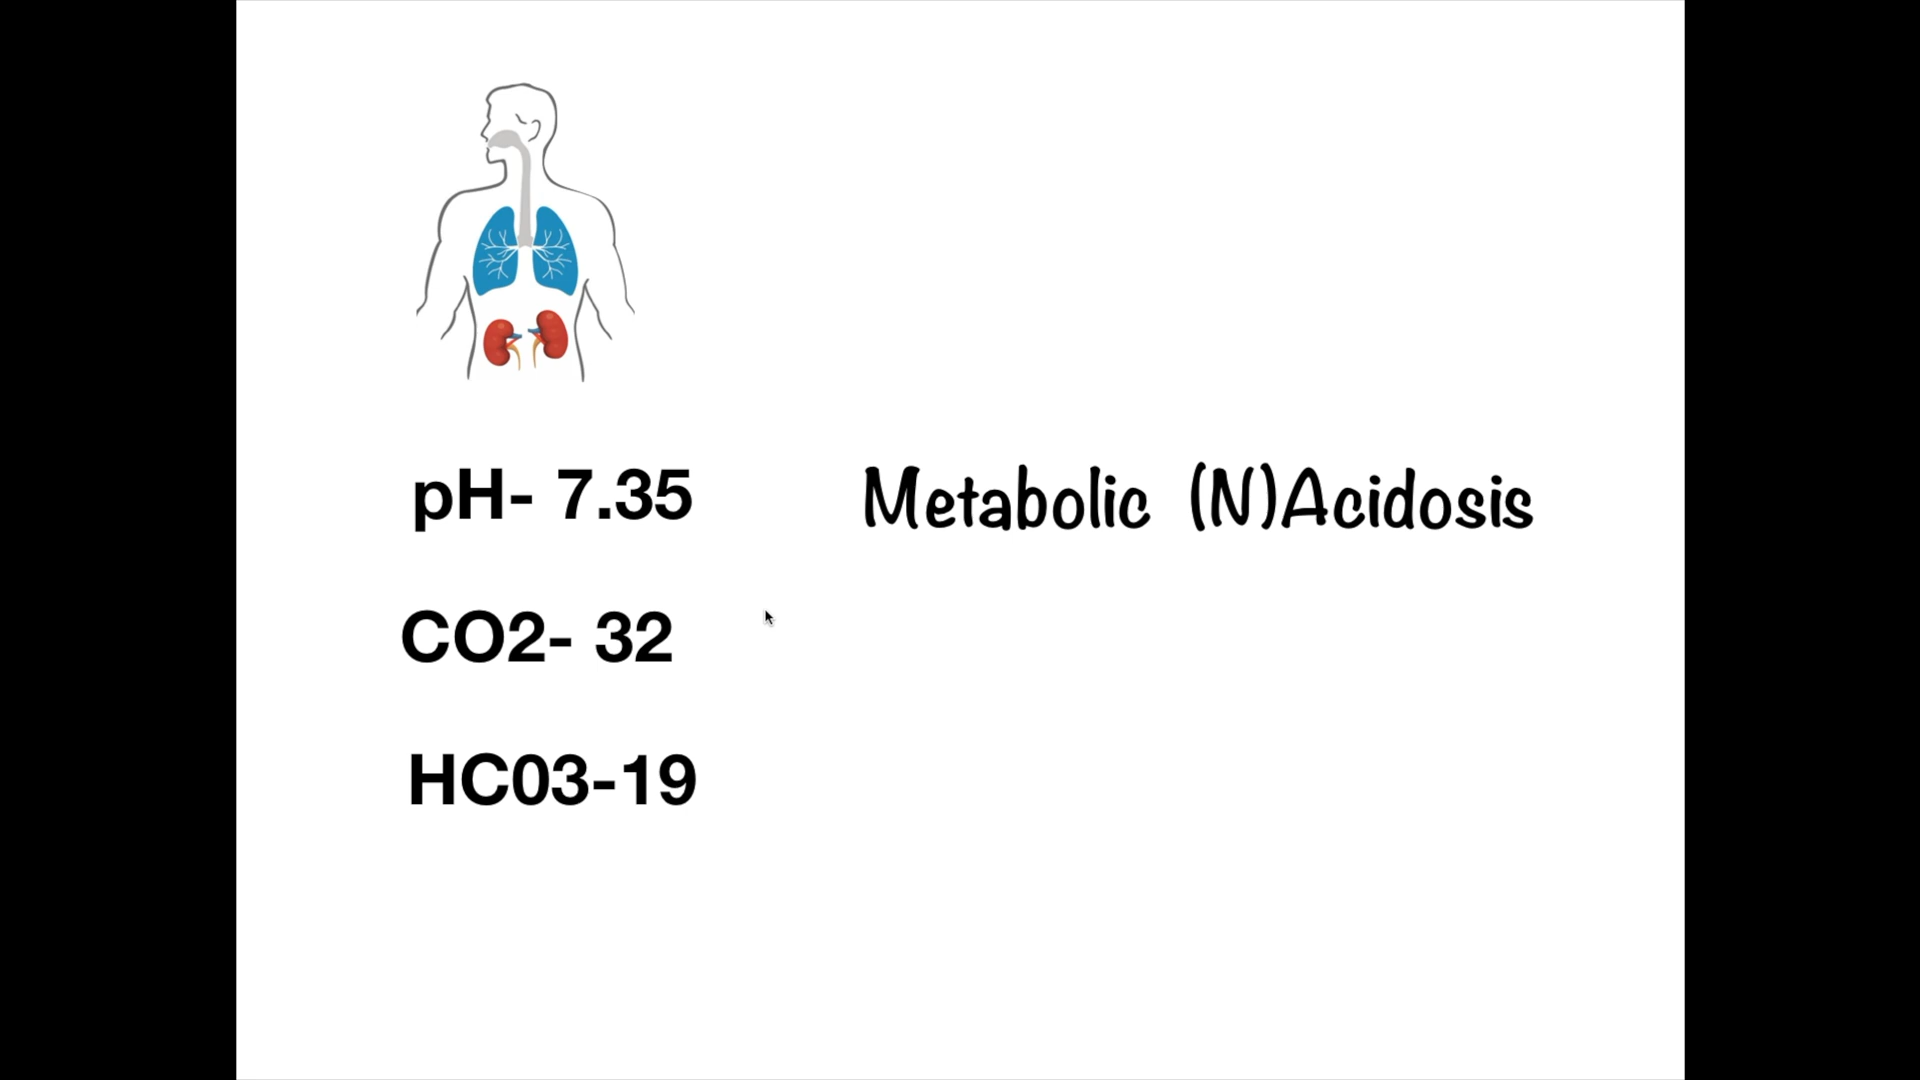 pH- 7.35 Metabolic (N)Acidosis
CO2- 32
HC03-19